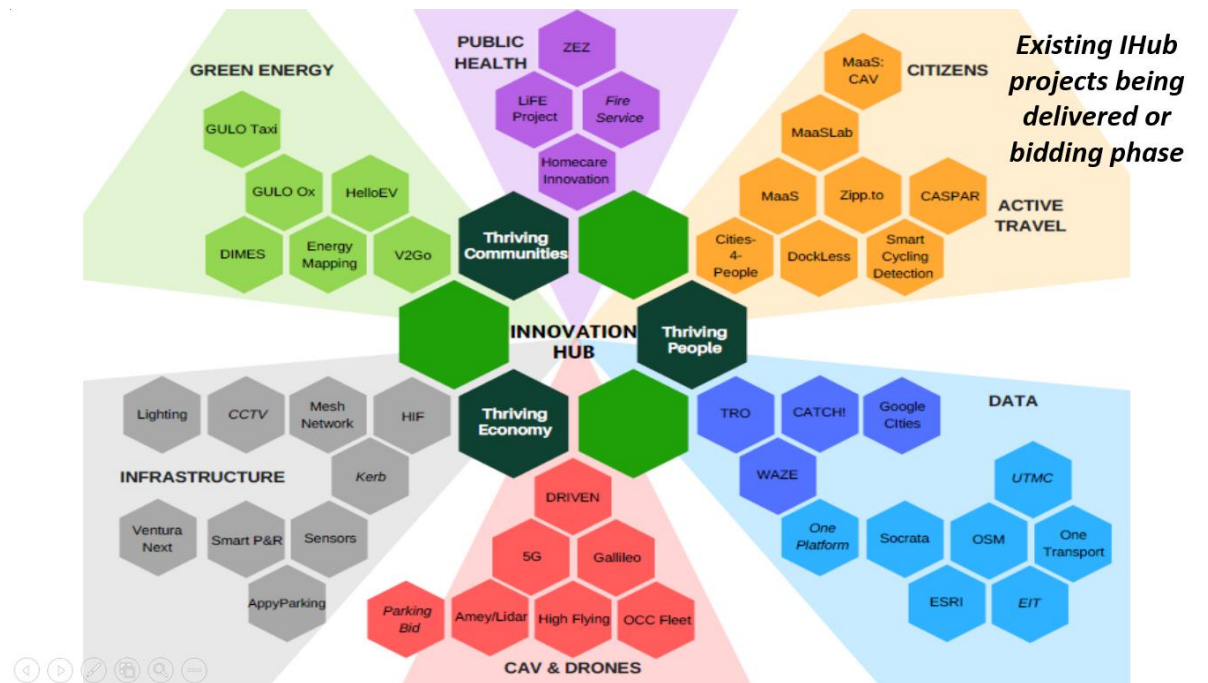 Existing IHub
projects being
delivered or
bidding phase
GREEN ENERGY
GULO Taxi
GULO Ox
HelloEV
DIMES
Energy
Mapping
V2Go
PUBLIC
HEALTH
ZEZ
LiFE
Project
Fire
Service
Homecare
Innovation
CITIZENS
MaaS:
CAV
MaaSLab
MaaS
Zipp.to
CASPAR
ACTIVE
TRAVEL
Cities-
4-
People
DockLess
Smart
Cycling
Detection
Thriving
Communities
INNOVATION
HUB
Thriving
People
Thriving
Economy
Lighting
CCTV
Mesh
Network
HIF
INFRASTRUCTURE
Kerb
Ventura
Next
Smart P&R
Sensors
AppyParking
DRIVEN
5G
Gallileo
Parking
Bid
Amey/Lidar
High Flying
OCC Fleet
CAV & DRONES
DATA
TRO
CATCH!
Google
CIties
WAZE
UTMC
One
Platform
Socrata
OSM
One
Transport
ESRI
EIT